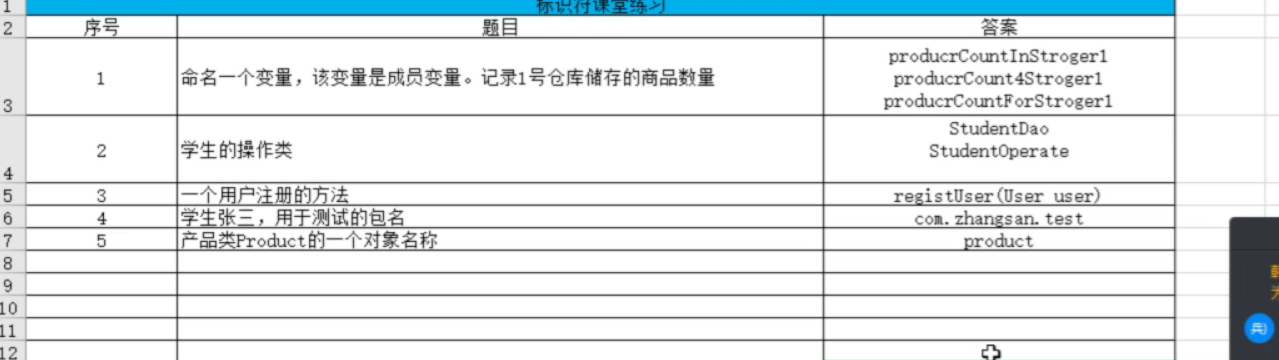 1 标识符课堂练习
2 序号 题目 答案
3 1 命名一个变量，该变量是成员变量。记录1号仓库储存的商品数量 producrCountInStroger1
producrCount4Stroger1
producrCountForStroger1
4 2 学生的操作类 StudentDao
StudentOperate
5 3 一个用户注册的方法 registUser(User user)
6 4 学生张三，用于测试的包名 com.zhangsan.test
7 5 产品类Product的一个对象名称 product
8
9
10
11
12